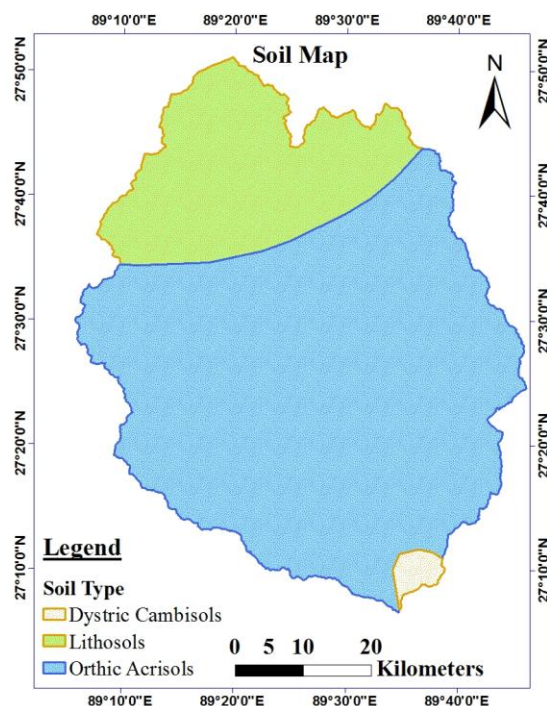 89°10'0"E 89°20'0"E 89°30'0"E 89°40'0"E
Soil Map
N
27°50'0"N 27°50'0"N
27°40'0"N 27°40'0"N
27°30'0"N 27°30'0"N
27°20'0"N 27°20'0"N
27°10'0"N 27°10'0"N
Legend
Soil Type
Dystric Cambisols
Lithosols
Orthic Acrisols
0 5 10 20
Kilometers
89°10'0"E 89°20'0"E 89°30'0"E 89°40'0"E